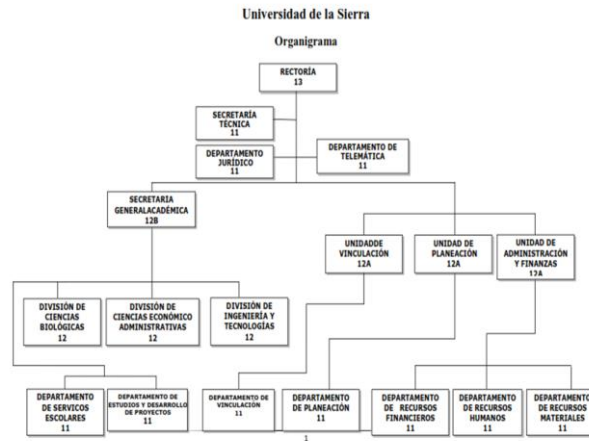 Universidad de la Sierra
Organigrama
RECTORÍA
13
SECRETARÍA
TÉCNICA
11
DEPARTAMENTO
JURÍDICO
11
DEPARTAMENTO DE
TELEMÁTICA
11
SECRETARIA
GENERALACADÉMICA
12B
UNIDADDE
VINCULACIÓN
12A
UNIDAD DE
PLANEACIÓN
12A
UNIDAD DE
ADMINISTRACIÓN
Y FINANZAS
12A
DIVISIÓN DE
CIENCIAS
BIOLÓGICAS
12
DIVISIÓN DE
CIENCIAS ECONÓMICO
ADMINISTRATIVAS
12
DIVISIÓN DE
INGENIERÍA Y
TECNOLOGÍAS
12
DEPARTAMENTO
DE SERVICOS
ESCOLARES
11
DEPARTAMENTO DE
ESTUDIOS Y DESARROLLO
DE PROYECTOS
11
DEPARTAMENTO DE
VINCULACIÓN
11
DEPARTAMENTO
DE PLANEACIÓN
11
DEPARTAMENTO
DE RECURSOS
FINANCIEROS
11
DEPARTAMENTO
DE RECURSOS
HUMANOS
11
DEPARTAMENTO
DE RECURSOS
MATERIALES
11
1